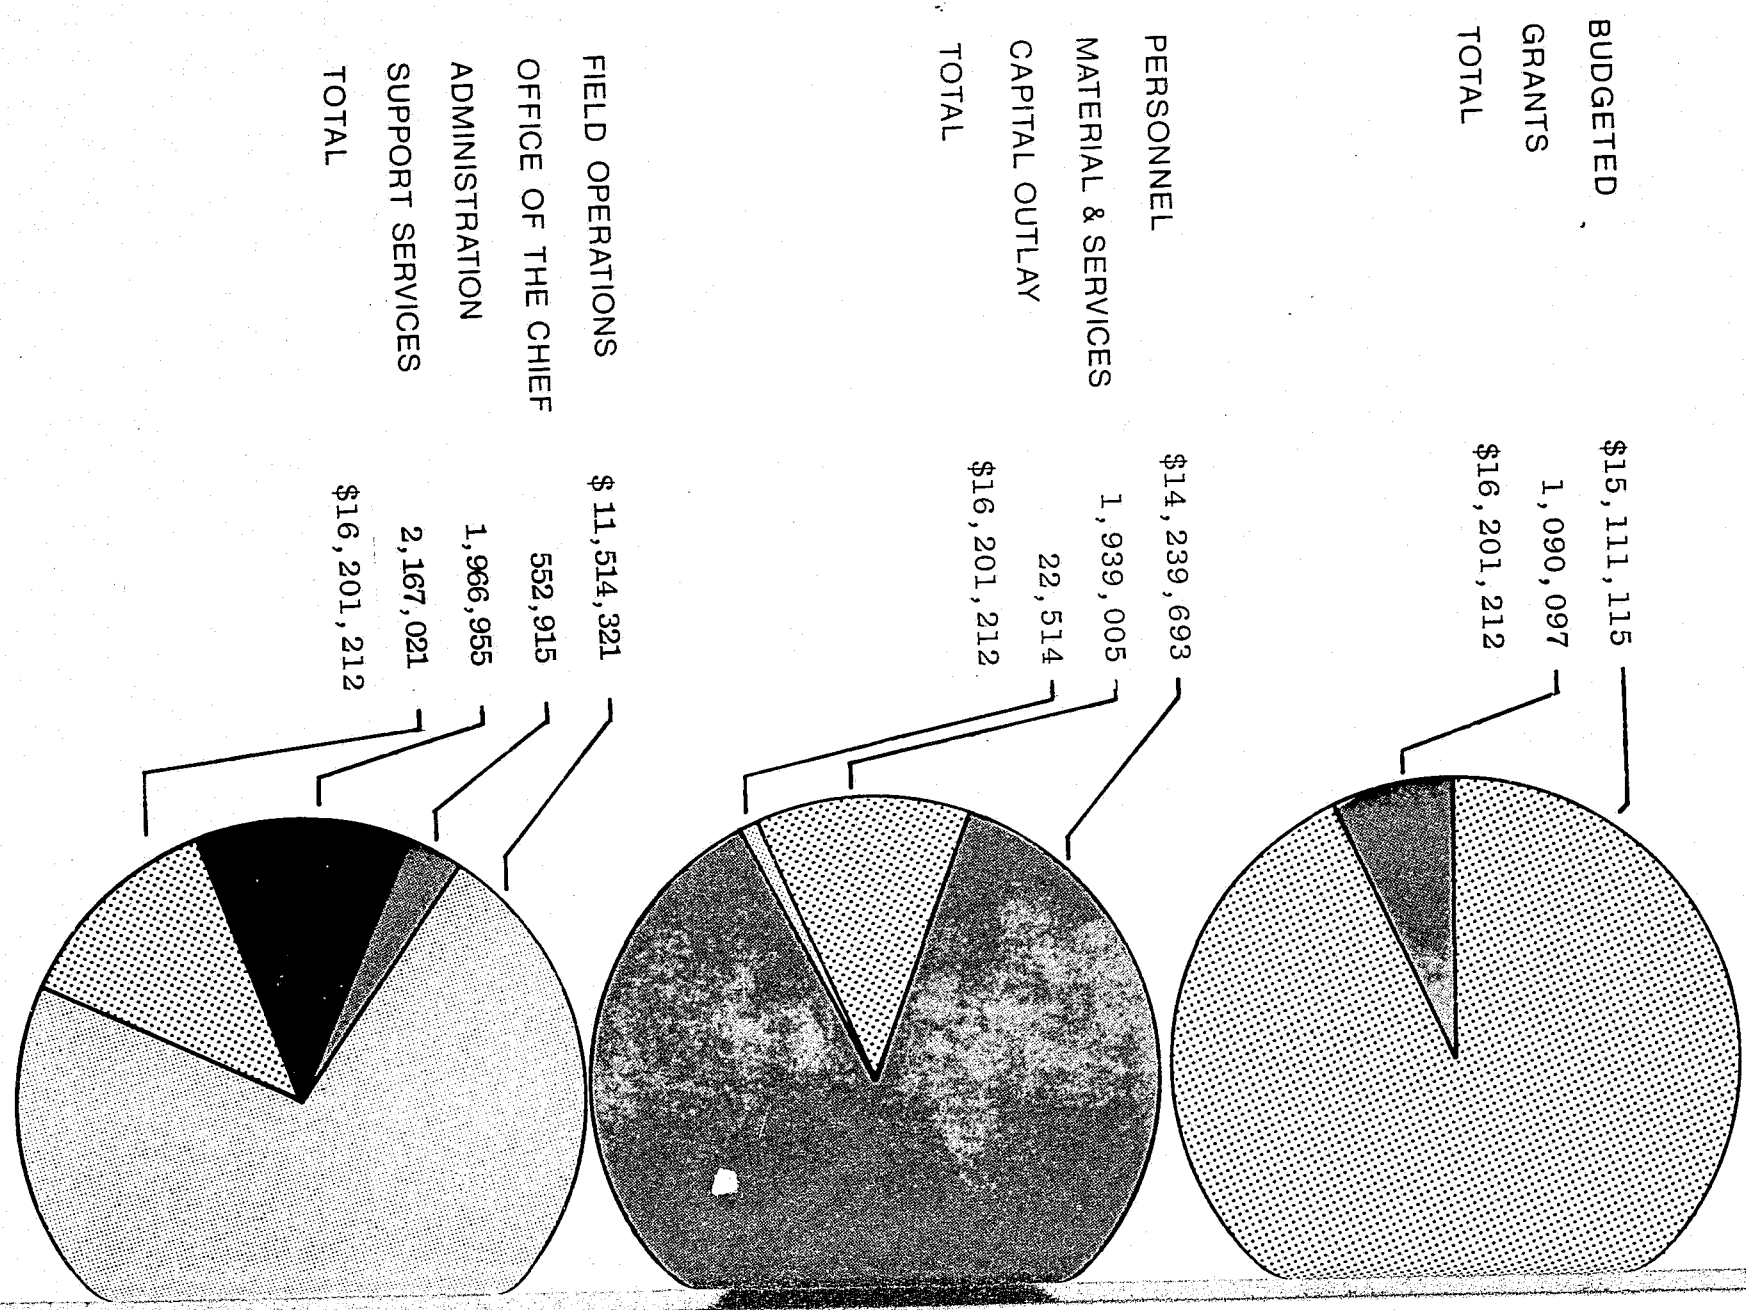 BUDGETED $15,111,115
GRANTS 1,090,097
TOTAL $16,201,212
PERSONNEL $14,239,693
MATERIAL & SERVICES 1,939,005
CAPITAL OUTLAY 22,514
TOTAL $16,201,212
FIELD OPERATIONS $11,514,321
OFFICE OF THE CHIEF 552,915
ADMINISTRATION 1,966,955
SUPPORT SERVICES 2,167,021
TOTAL $16,201,212